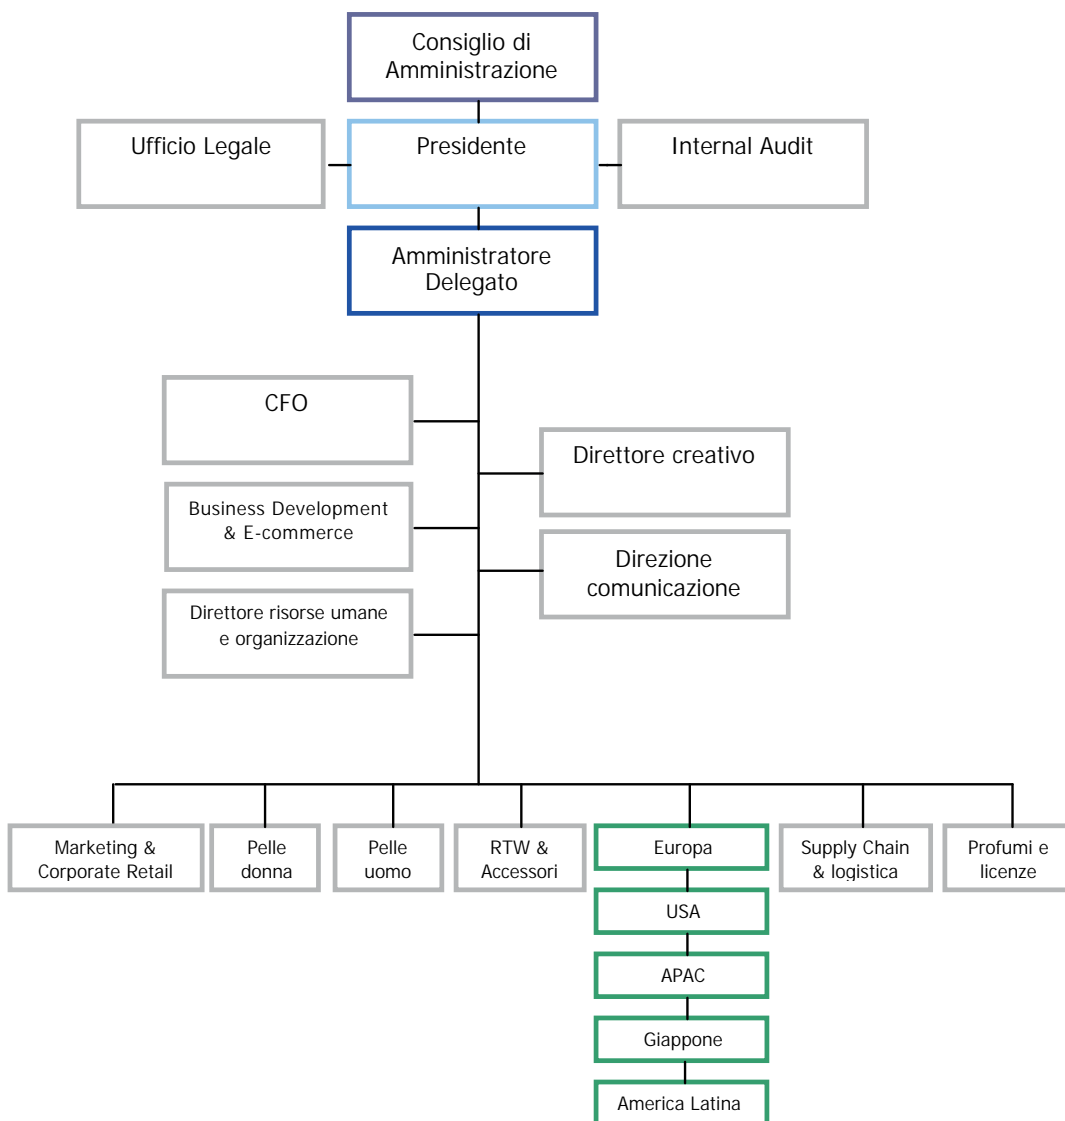 Consiglio di
Amministrazione
Ufficio Legale
Presidente
Internal Audit
Amministratore
Delegato
CFO
Direttore creativo
Business Development
& E-commerce
Direzione
comunicazione
Direttore risorse umane
e organizzazione
Marketing &
Corporate Retail
Pelle
donna
Pelle
uomo
RTW &
Accessori
Europa
Supply Chain
& logistica
Profumi e
licenze
USA
APAC
Giappone
America Latina